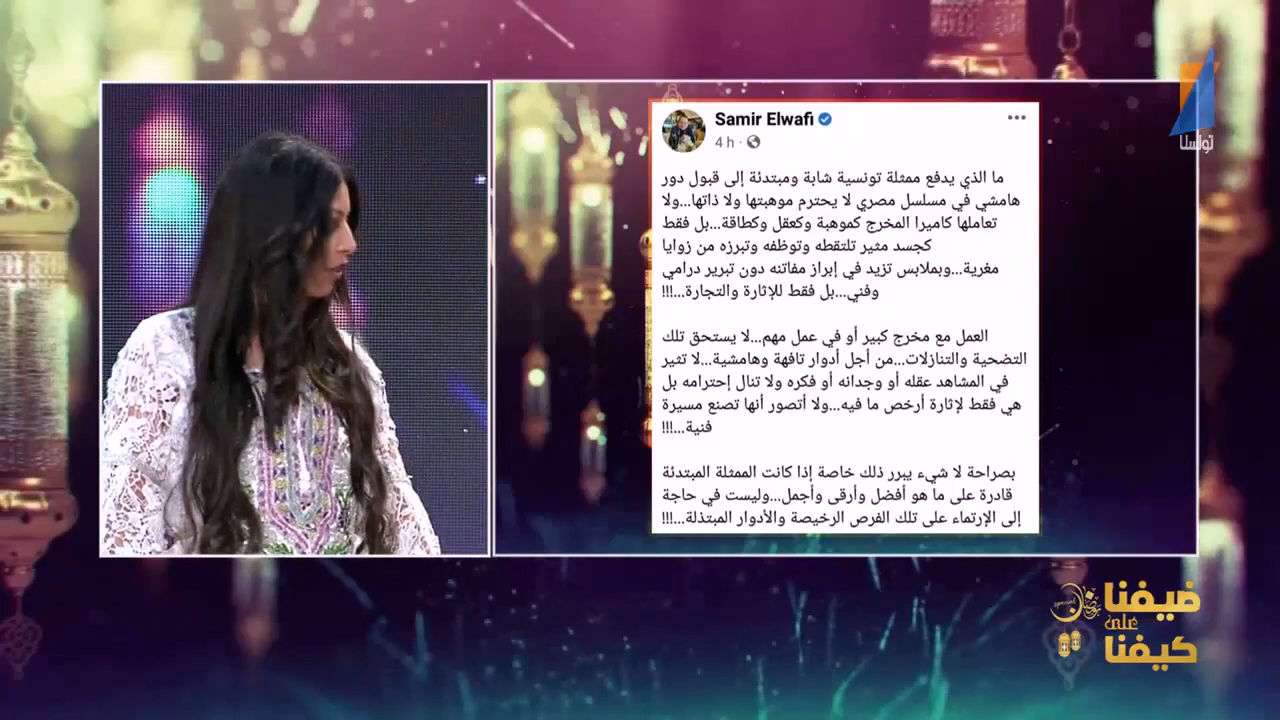 Samir Elwafi
4 h
تونسنا
ما الذي يدفع ممثلة تونسية شابة ومبتدئة إلى قبول دور
هامشي في مسلسل مصري لا يحترم موهبتها ولا ذاتها...ولا
تعاملها كاميرا المخرج كموهبة وكعقل وكطاقة...بل فقط
كجسد مثير تلتقطه وتوظفه وتبرزه من زوايا
مغرية...وبملابس تزيد في إبراز مفاتنه دون تبرير درامي
وفني...بل فقط للإثارة والتجارة...!!!
العمل مع مخرج كبير أو في عمل مهم...لا يستحق تلك
التضحية والتنازلات...من أجل أدوار تافهة وهامشية...لا تثير
في المشاهد عقله أو وجدانه أو فكره ولا تنال إحترامه بل
هي فقط لإثارة أرخص ما فيه...ولا أتصور أنها تصنع مسيرة
فنية...!!!
بصراحة لا شيء يبرر ذلك خاصة إذا كانت الممثلة المبتدئة
قادرة على ما هو أفضل وأرقى وأجمل...وليست في حاجة
إلى الإرتماء على تلك الفرص الرخيصة والأدوار المبتذلة...!!!
ضيفنا
على
كيفنا
رمضان
special